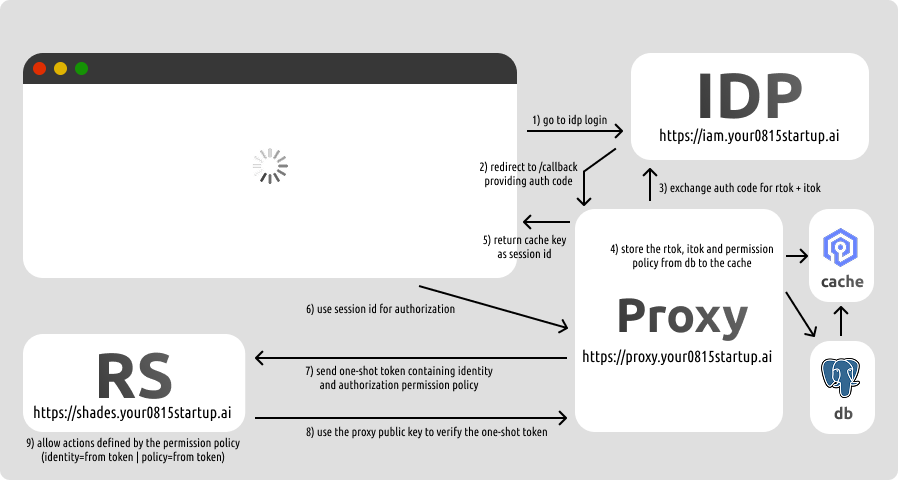 1) go to idp login
IDP
https://iam.your0815startup.ai
2) redirect to /callback
providing auth code
3) exchange auth code for rtok + itok
5) return cache key
as session id
4) store the rtok, itok and permission
policy from db to the cache
cache
6) use session id for authorization
Proxy
https://proxy.your0815startup.ai
db
RS
https://shades.your0815startup.ai
7) send one-shot token containing identity
and authorization permission policy
8) use the proxy public key to verify the one-shot token
9) allow actions defined by the permission policy
(identity=from token | policy=from token)